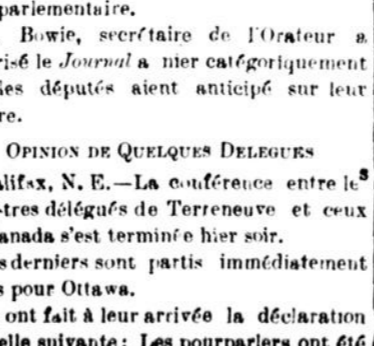 parlementaire.
Bowie, secrétaire de l'Orateur a
risé le Journal a nier catégoriquement
les députés aient anticipé sur leur
re.
OPINION DE QUELQUES DELEGUES
alifax, N. E.—La conférence entre les
tres délégués de Terreneuve et ceux
anada s'est terminée hier soir.
s derniers sont partis immédiatement
s pour Ottawa.
ont fait à leur arrivée la déclaration
elle suivante: Les pourparlers ont été